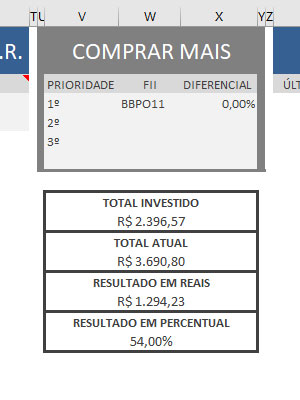 TU V W X YZ
.R. COMPRAR MAIS
PRIORIDADE FII DIFERENCIAL ÚLT
1º BBPO11 0,00%
2º
3º
TOTAL INVESTIDO
R$ 2.396,57
TOTAL ATUAL
R$ 3.690,80
RESULTADO EM REAIS
R$ 1.294,23
RESULTADO EM PERCENTUAL
54,00%